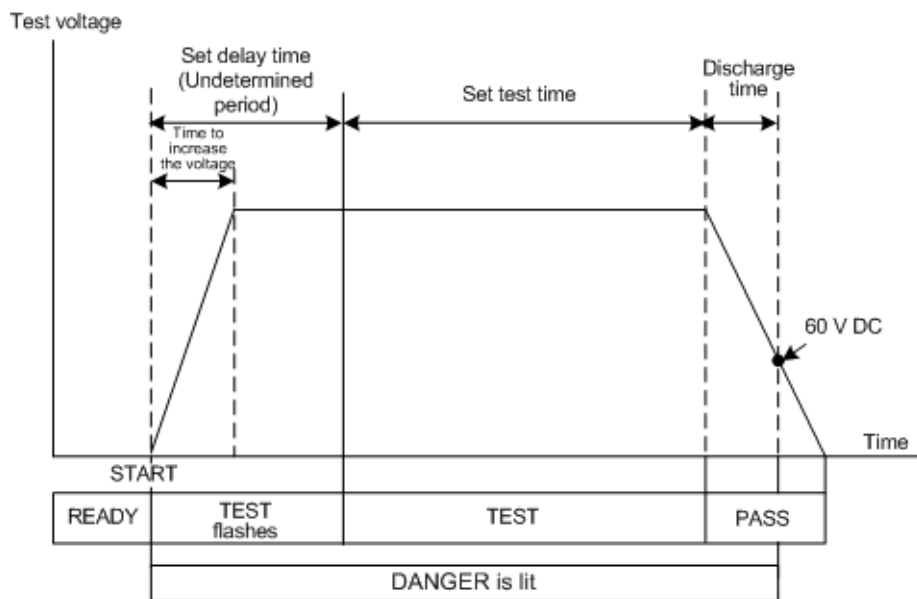 Test voltage
Set delay time
(Undetermined
period)
Time to
increase
the voltage
Set test time
Discharge
time
60 V DC
Time
START
READY
TEST
flashes
TEST
PASS
DANGER is lit